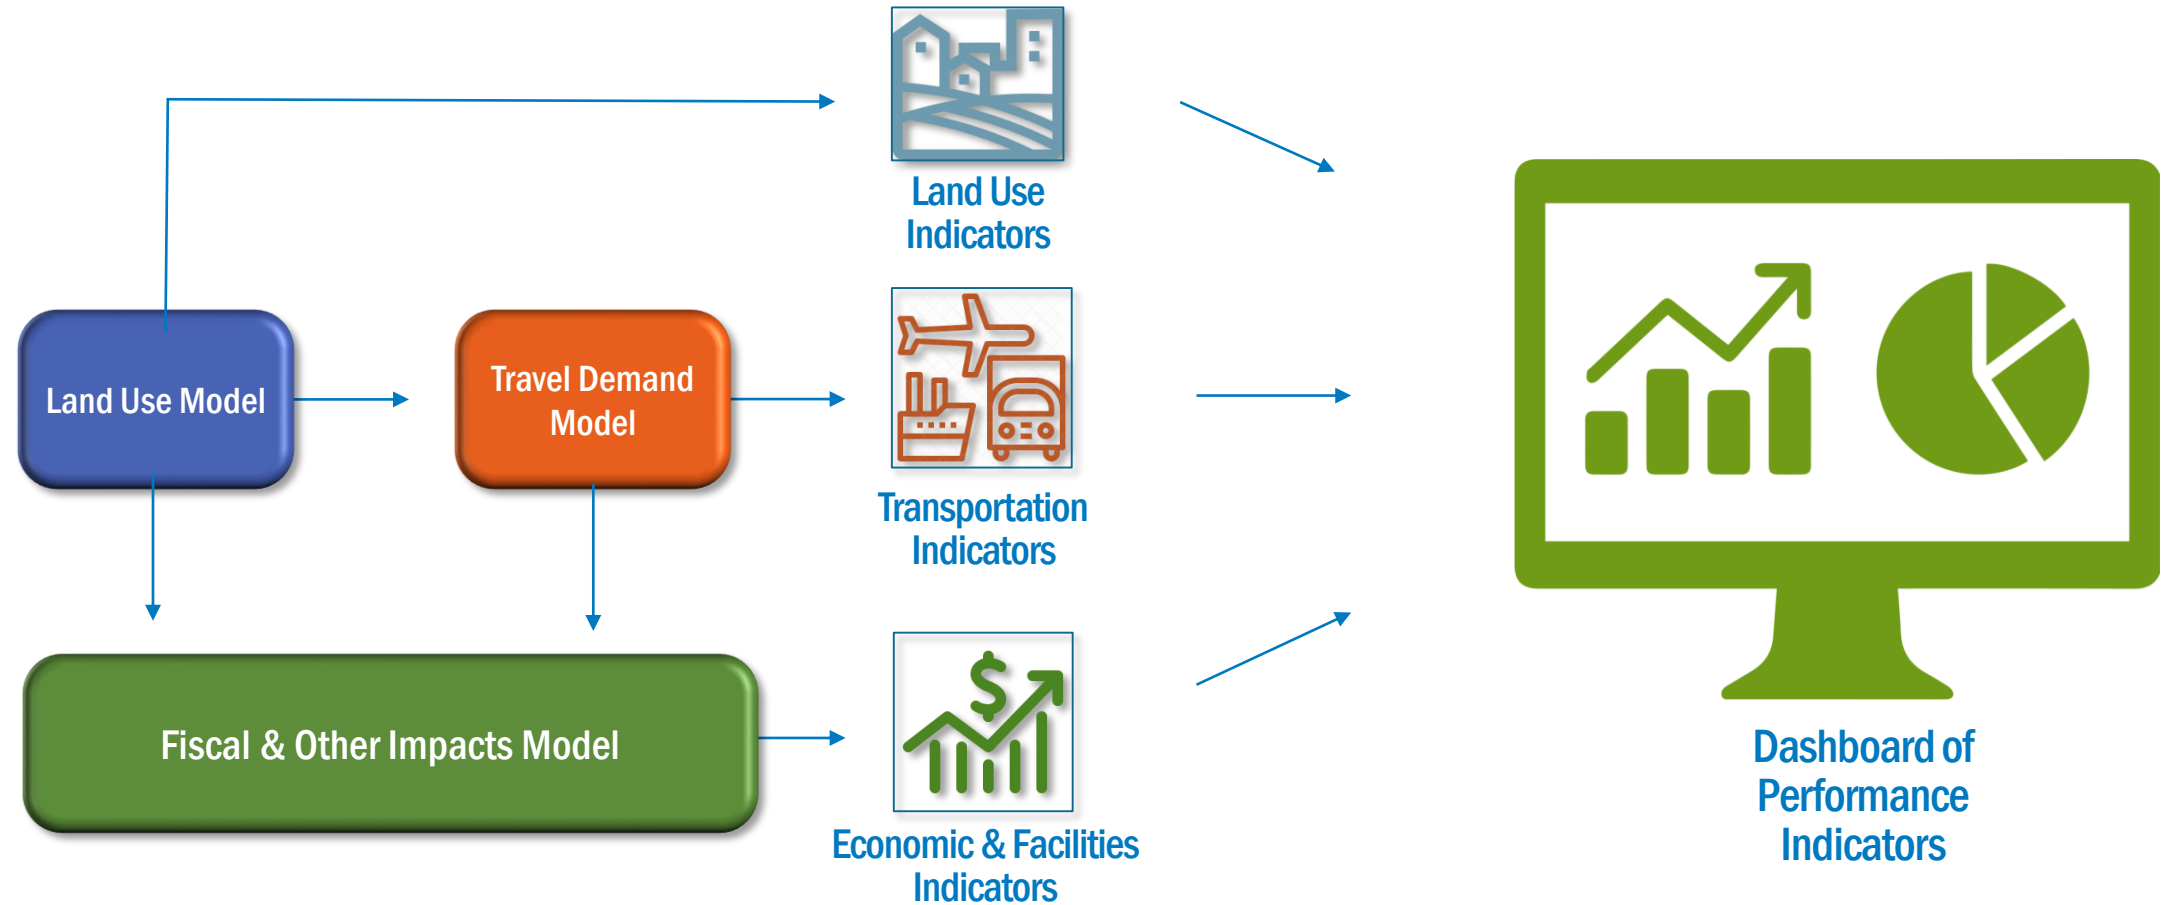 Land Use
Indicators
Land Use Model
Travel Demand
Model
Transportation
Indicators
Fiscal & Other Impacts Model
Economic & Facilities
Indicators
Dashboard of
Performance
Indicators